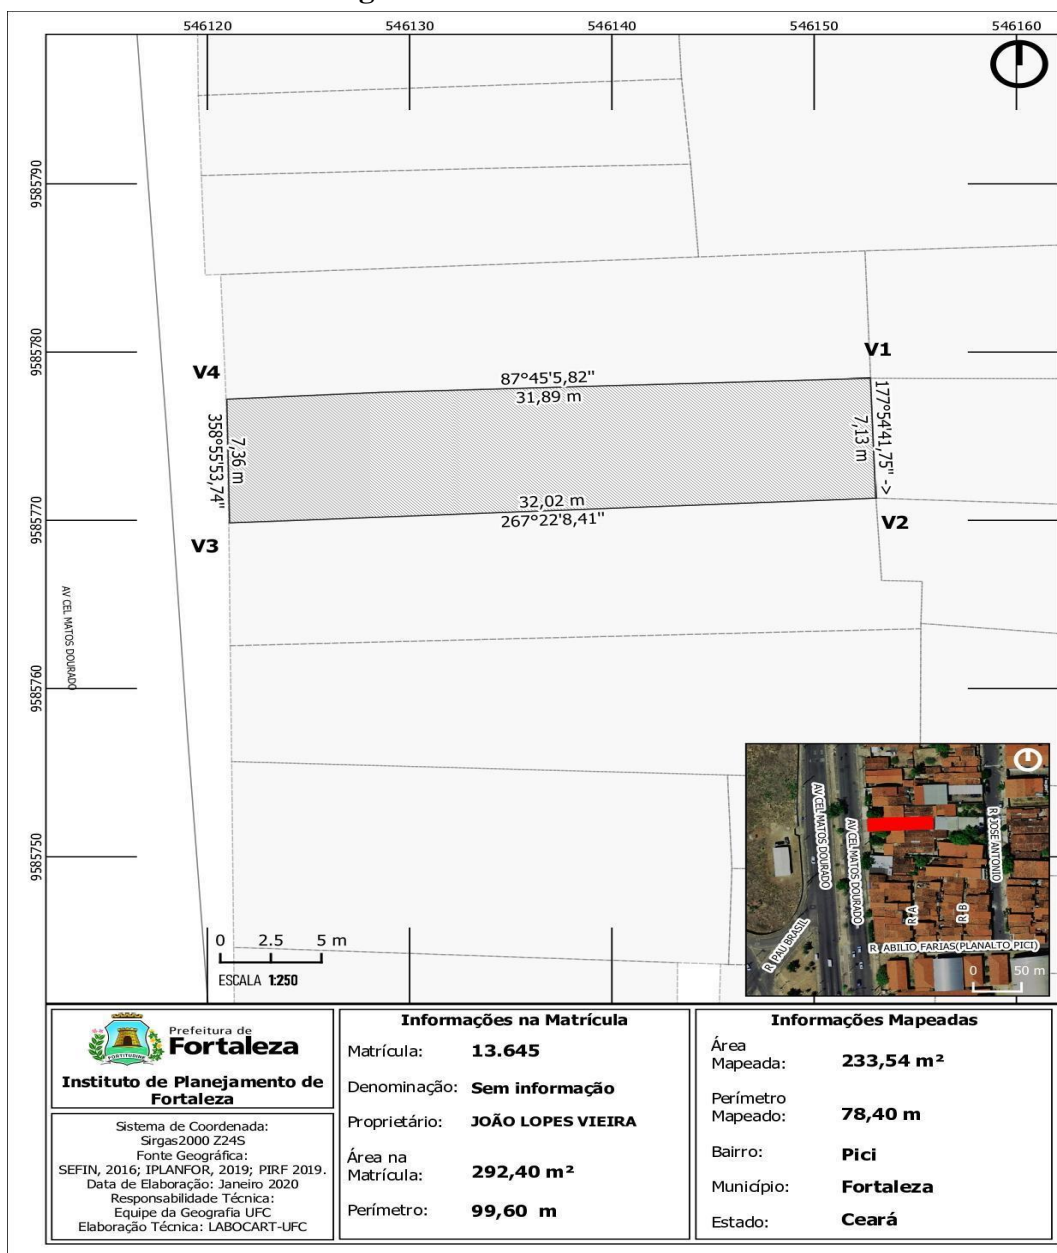 546120 546130 546140 546150 546160
9585790
9585780
9585770
9585760
9585750
V1
V4
87°45'5,82"
31,89 m
177°54'41,75" ->
7,13 m
358°55'53,74"
7,36 m
32,02 m
267°22'8,41"
V2
V3
AV CEL MATOS DOURADO
AV CEL MATOS DOURADO
AV CEL MATOS DOURADO
R. JOSE ANTONIO
R. A
R. B
R. PAU BRASIL
R. ABILIO FARIAS(PLANALTO PICI)
0 50 m
0 2.5 5 m
ESCALA 1:250
Prefeitura de
Fortaleza
FORTITUDINE
Instituto de Planejamento de
Fortaleza
Sistema de Coordenada:
Sirgas2000 Z24S
Fonte Geográfica:
SEFIN, 2016; IPLANFOR, 2019; PIRF 2019.
Data de Elaboração: Janeiro 2020
Responsabilidade Técnica:
Equipe da Geografia UFC
Elaboração Técnica: LABOCART-UFC
Informações na Matrícula
Matrícula: 13.645
Denominação: Sem informação
Proprietário: JOÃO LOPES VIEIRA
Área na
Matrícula: 292,40 m²
Perímetro: 99,60 m
Informações Mapeadas
Área
Mapeada: 233,54 m²
Perímetro
Mapeado: 78,40 m
Bairro: Pici
Município: Fortaleza
Estado: Ceará